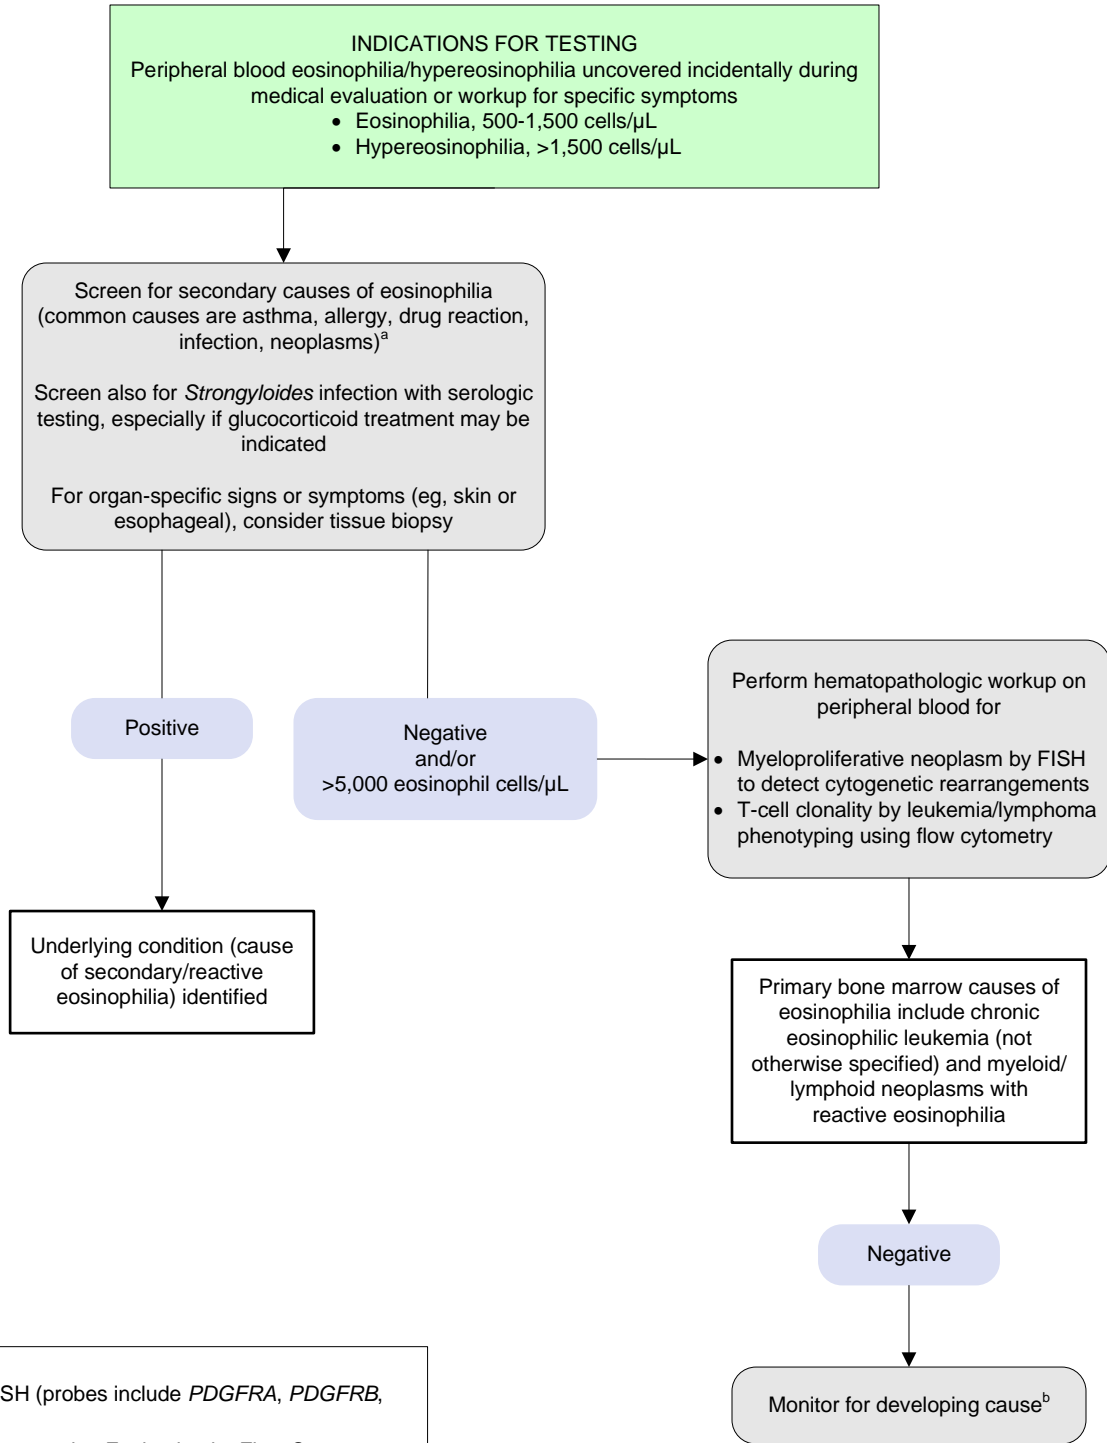 INDICATIONS FOR TESTING
Peripheral blood eosinophilia/hypereosinophilia uncovered incidentally during
medical evaluation or workup for specific symptoms
• Eosinophilia, 500-1,500 cells/µL
• Hypereosinophilia, >1,500 cells/µL
Screen for secondary causes of eosinophilia
(common causes are asthma, allergy, drug reaction,
infection, neoplasms)a
Screen also for Strongyloides infection with serologic
testing, especially if glucocorticoid treatment may be
indicated
For organ-specific signs or symptoms (eg, skin or
esophageal), consider tissue biopsy
Positive
Negative
and/or
>5,000 eosinophil cells/µL
Perform hematopathologic workup on
peripheral blood for
• Myeloproliferative neoplasm by FISH
to detect cytogenetic rearrangements
• T-cell clonality by leukemia/lymphoma
phenotyping using flow cytometry
Underlying condition (cause
of secondary/reactive
eosinophilia) identified
Primary bone marrow causes of
eosinophilia include chronic
eosinophilic leukemia (not
otherwise specified) and myeloid/
lymphoid neoplasms with
reactive eosinophilia
Negative
Monitor for developing causeb
SH (probes include PDGFRA, PDGFRB,